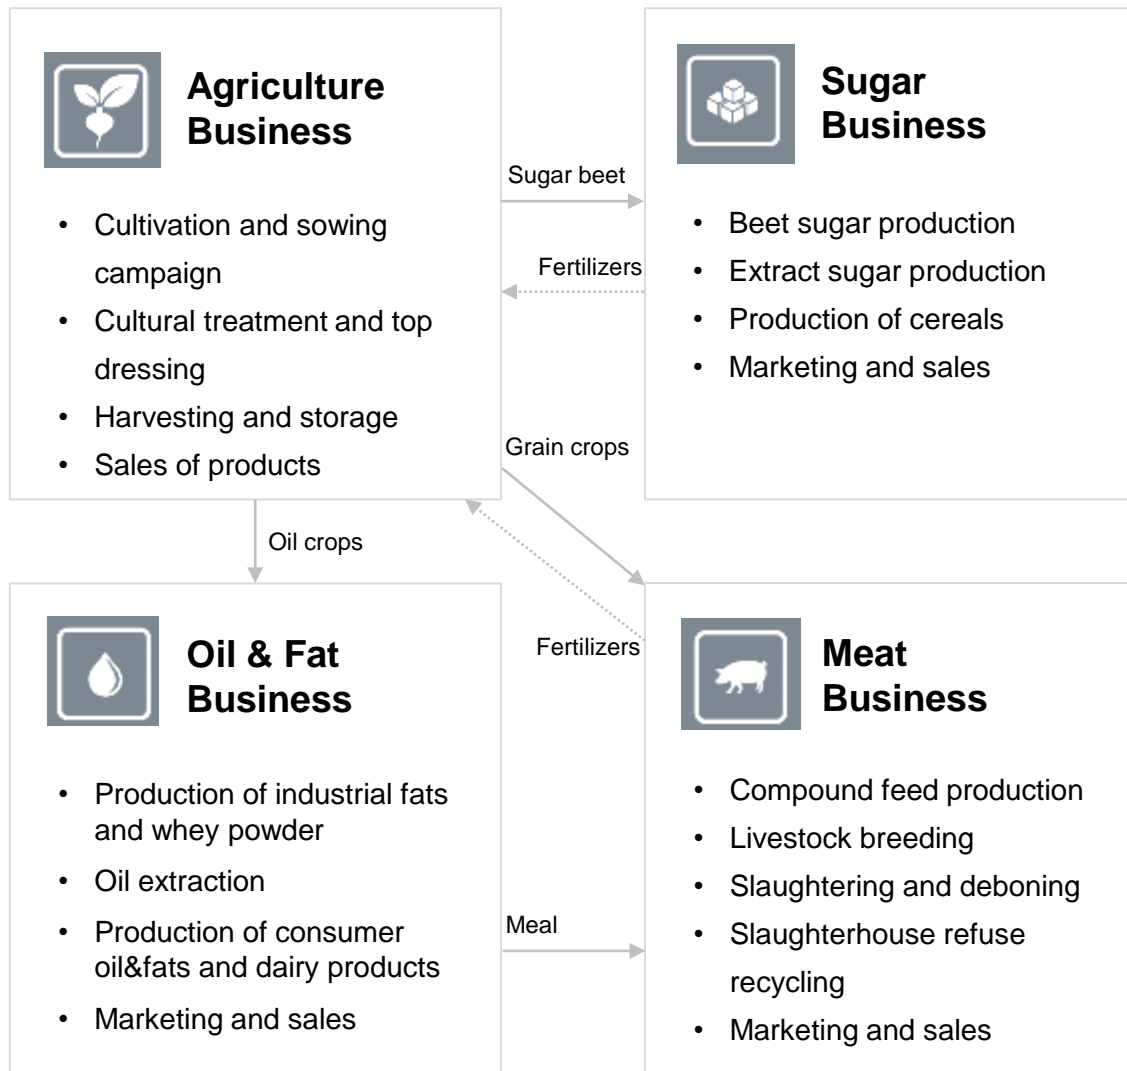 Agriculture
Business
• Cultivation and sowing
campaign
• Cultural treatment and top
dressing
• Harvesting and storage
• Sales of products
Sugar beet
Fertilizers
Sugar
Business
• Beet sugar production
• Extract sugar production
• Production of cereals
• Marketing and sales
Grain crops
Oil crops
Fertilizers
Oil & Fat
Business
• Production of industrial fats
and whey powder
• Oil extraction
• Production of consumer
oil&fats and dairy products
• Marketing and sales
Meal
Meat
Business
• Compound feed production
• Livestock breeding
• Slaughtering and deboning
• Slaughterhouse refuse
recycling
• Marketing and sales